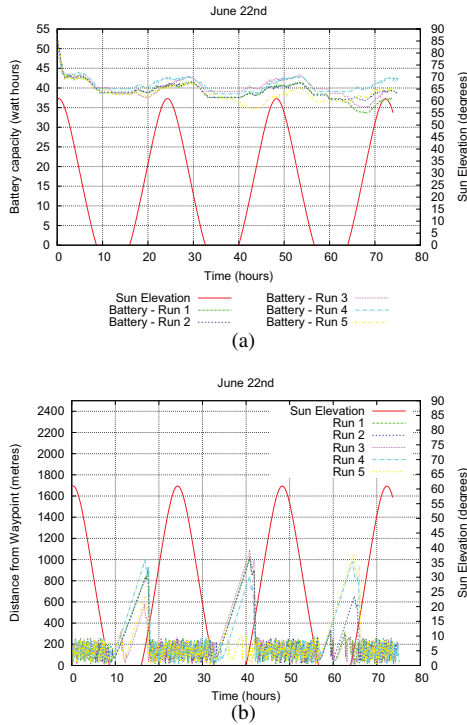 June 22nd
Battery capacity (watt hours)
55
50
45
40
35
30
25
20
15
10
5
0
90
85
80
75
70
65
60
55
50
45
40
35
30
25
20
15
10
5
0
Sun Elevation (degrees)
0 10 20 30 40 50 60 70 80
Time (hours)
Sun Elevation
Battery - Run 1
Battery - Run 2
Battery - Run 3
Battery - Run 4
Battery - Run 5
(a)
June 22nd
Distance from Waypoint (metres)
2400
2200
2000
1800
1600
1400
1200
1000
800
600
400
200
0
Sun Elevation
Run 1
Run 2
Run 3
Run 4
Run 5
90
85
80
75
70
65
60
55
50
45
40
35
30
25
20
15
10
5
0
Sun Elevation (degrees)
0 10 20 30 40 50 60 70 80
Time (hours)
(b)